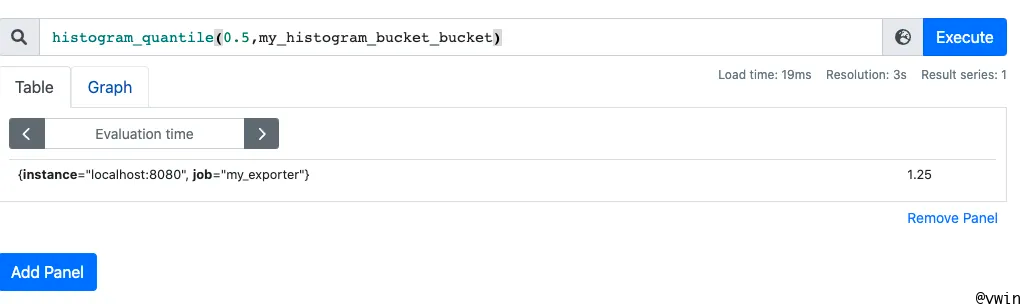 histogram_quantile(0.5,my_histogram_bucket_bucket)
Execute
Table
Graph
Load time: 19ms Resolution: 3s Result series: 1
Evaluation time
{instance="localhost:8080", job="my_exporter"} 1.25
Remove Panel
Add Panel
@vwin